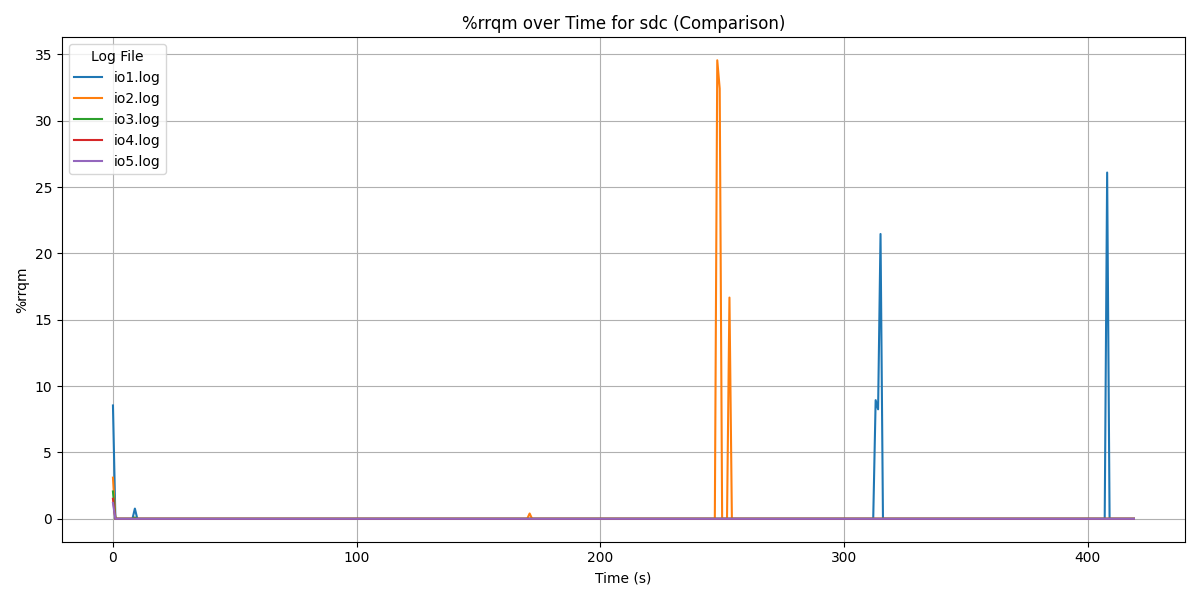 %rrqm over Time for sdc (Comparison)
Log File
io1.log
io2.log
io3.log
io4.log
io5.log
%rrqm
35
30
25
20
15
10
5
0
0 100 200 300 400
Time (s)